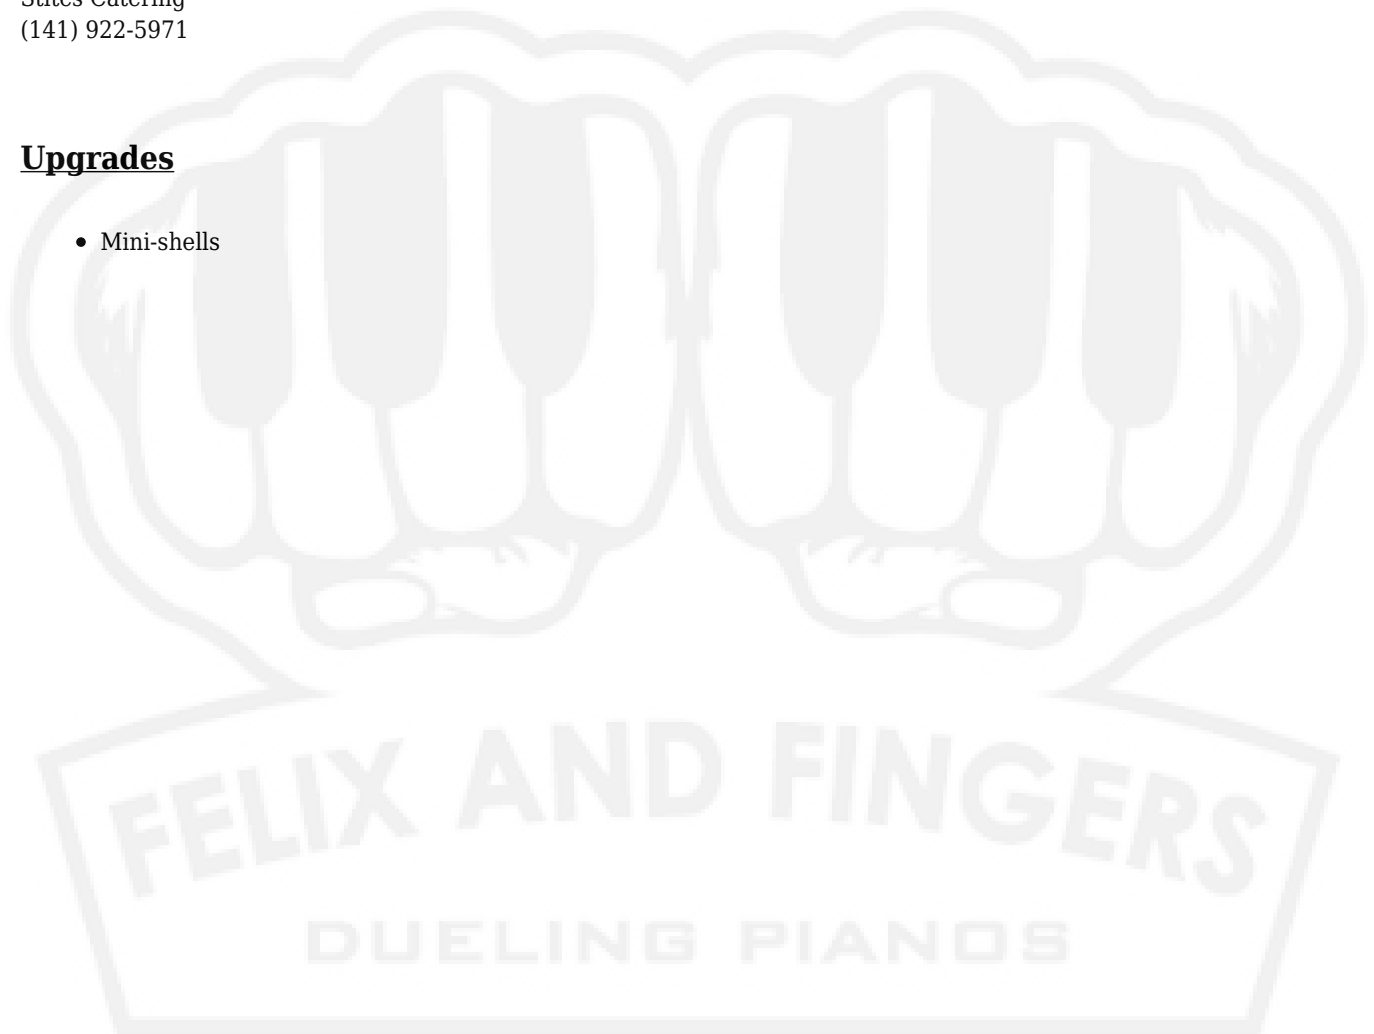 Stites Catering
(141) 922-5971
Upgrades
• Mini-shells
FELIX AND FINGERS
DUELING PIANOS